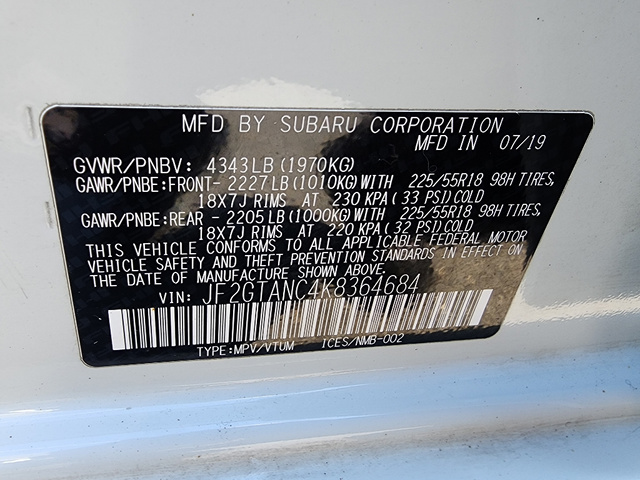 MFD BY SUBARU CORPORATION
MFD IN 07/19
GVWR/PNBV: 4343LB(1970KG)
GAWR/PNBE:FRONT- 2227LB(1010KG)WITH 225/55R18 98H TIRES,
18X7J RIMS AT 230 KPA (33 PSI)COLD
GAWR/PNBE:REAR - 2205LB(1000KG)WITH 225/55R18 98H TIRES,
18X7J RIMS AT 220 KPA (32 PSI)COLD
THIS VEHICLE CONFORMS TO ALL APPLICABLE FEDERAL MOTOR
VEHICLE SAFETY AND THEFT PREVENTION STANDARDS IN EFFECT ON
THE DATE OF MANUFACTURE SHOWN ABOVE.
VIN: JF2GTANC4K8364684
TYPE:MPV/VTUM ICES/NMB-002